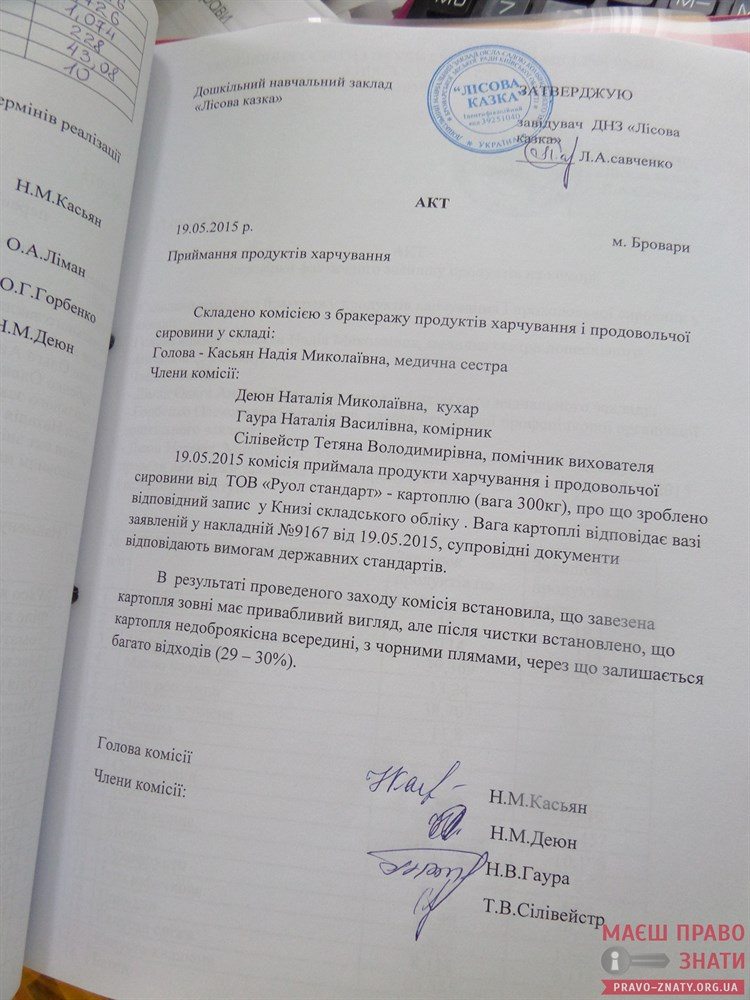 426
1,074
228
43,08
10
ермінів реалізації
Н.М.Касьян
О.А.Ліман
О.Г.Горбенко
Н.М.Деюн
Дошкільний навчальний заклад
«Лісова казка»
"ЛІСОВА
КАЗКА"
Ідентифікаційний
код 39251040
УКРАЇНА
ЗАТВЕРДЖУЮ
завідувач ДНЗ «Лісова
казка»
Л.А.савченко
АКТ
19.05.2015 р.
м. Бровари
Приймання продуктів харчування
Складено комісією з бракеражу продуктів харчування і продовольчої
сировини у складі:
Голова - Касьян Надія Миколаївна, медична сестра
Члени комісії:
Деюн Наталія Миколаївна, кухар
Гаура Наталія Василівна, комірник
Сілівейстр Тетяна Володимирівна, помічник вихователя
19.05.2015 комісія приймала продукти харчування і продовольчої
сировини від ТОВ «Руол стандарт» - картоплю (вага 300кг), про що зроблено
відповідний запис у Книзі складського обліку . Вага картоплі відповідає вазі
заявленій у накладній №9167 від 19.05.2015, супровідні документи
відповідають вимогам державних стандартів.
В результаті проведеного заходу комісія встановила, що завезена
картопля зовні має привабливий вигляд, але після чистки встановлено, що
картопля недоброякісна всередині, з чорними плямами, через що залишається
багато відходів (29 – 30%).
Голова комісії
Н.М.Касьян
Члени комісії:
Н.М.Деюн
Н.В.Гаура
Т.В.Сілівейстр
МАЄШ ПРАВО
ЗНАТИ
PRAVO-ZNATY.ORG.UA